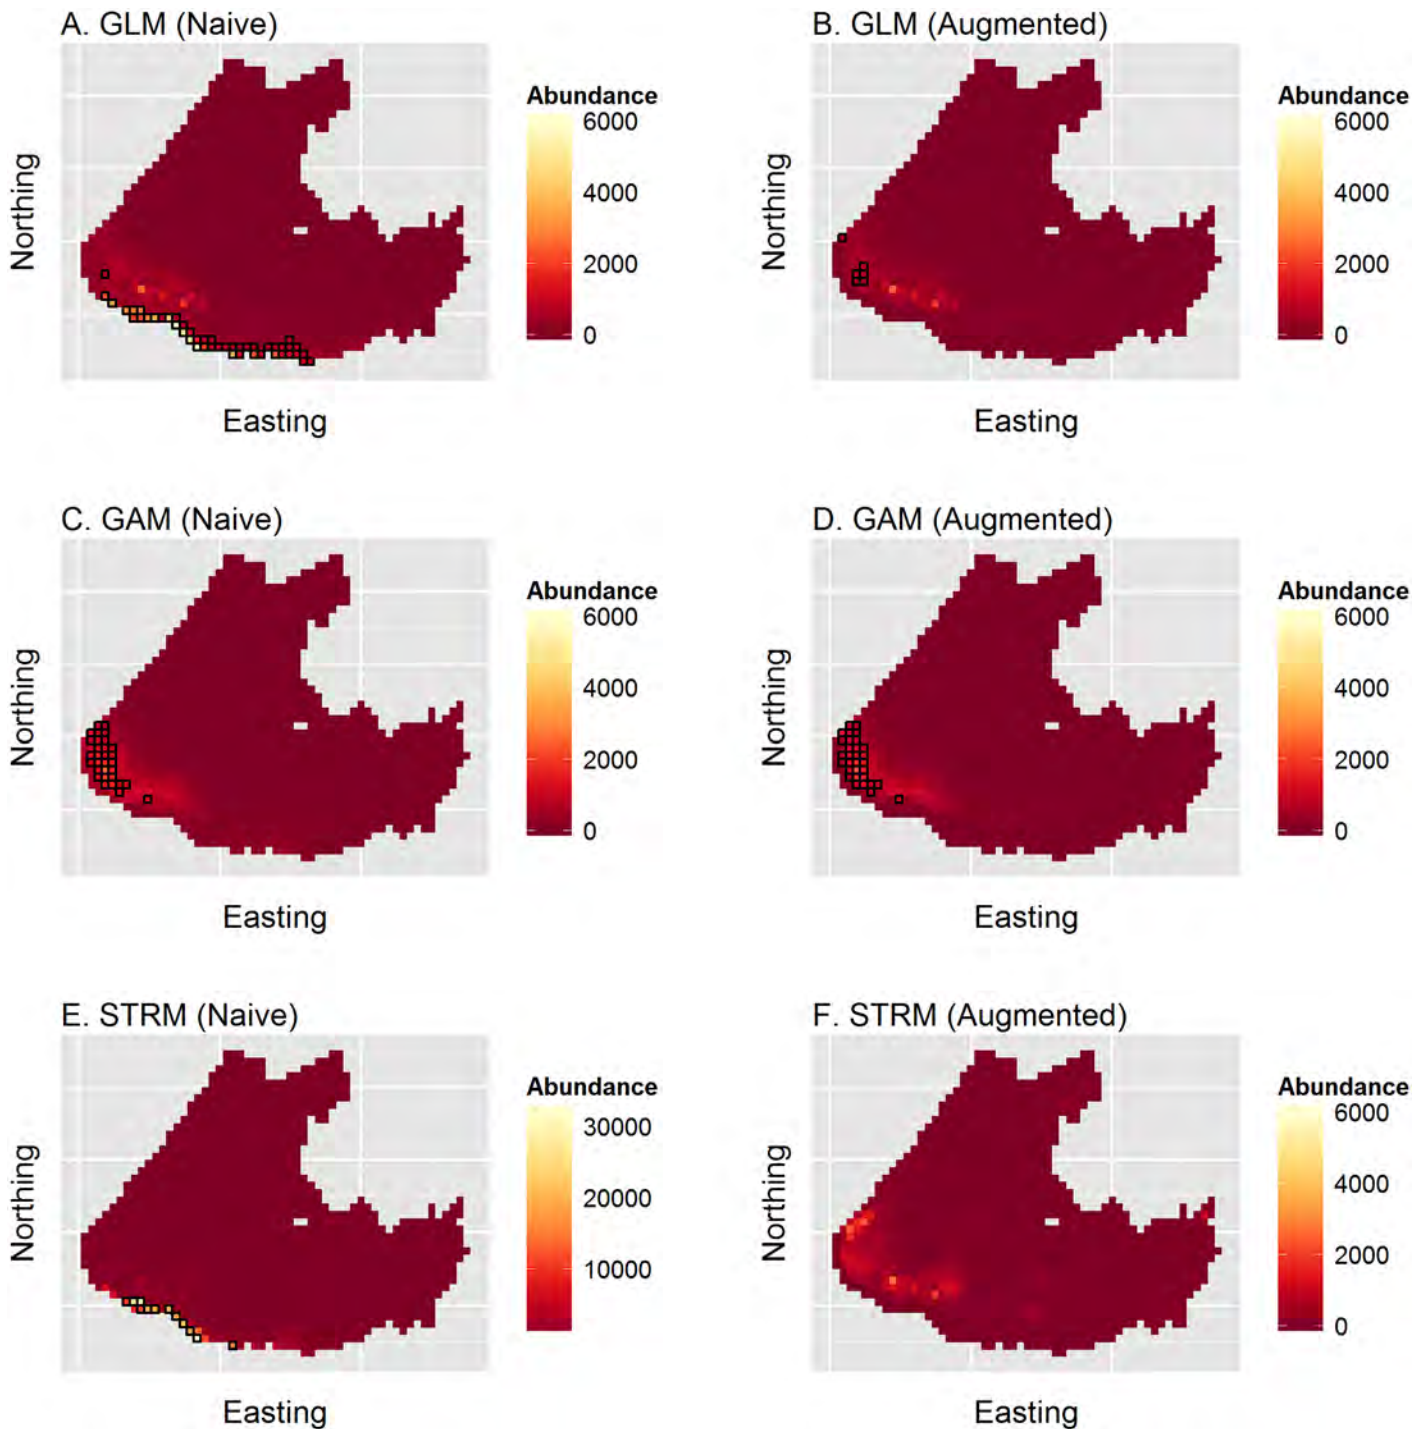 A. GLM (Naive)
Northing
Easting
Abundance
6000
4000
2000
0
B. GLM (Augmented)
Northing
Easting
Abundance
6000
4000
2000
0
C. GAM (Naive)
Northing
Easting
Abundance
6000
4000
2000
0
D. GAM (Augmented)
Northing
Easting
Abundance
6000
4000
2000
0
E. STRM (Naive)
Northing
Easting
Abundance
30000
20000
10000
F. STRM (Augmented)
Northing
Easting
Abundance
6000
4000
2000
0